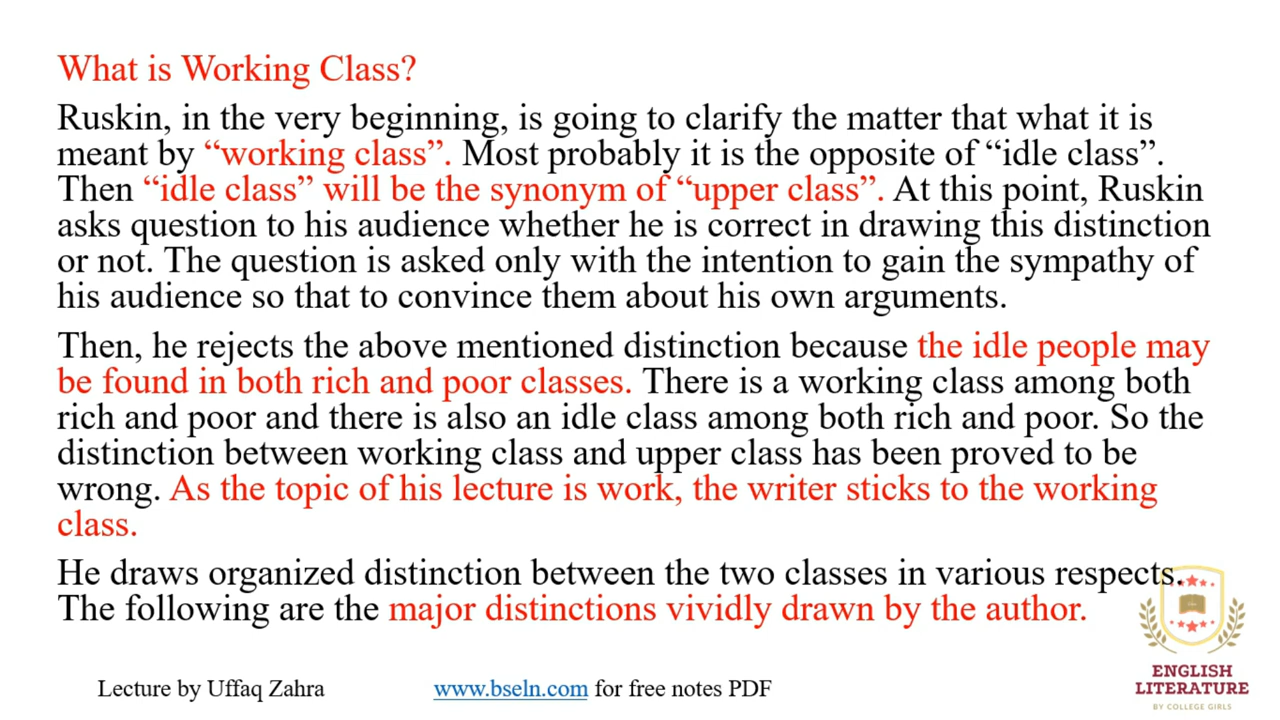 What is Working Class?
Ruskin, in the very beginning, is going to clarify the matter that what it is
meant by “working class”. Most probably it is the opposite of “idle class”.
Then “idle class” will be the synonym of “upper class”. At this point, Ruskin
asks question to his audience whether he is correct in drawing this distinction
or not. The question is asked only with the intention to gain the sympathy of
his audience so that to convince them about his own arguments.
Then, he rejects the above mentioned distinction because the idle people may
be found in both rich and poor classes. There is a working class among both
rich and poor and there is also an idle class among both rich and poor. So the
distinction between working class and upper class has been proved to be
wrong. As the topic of his lecture is work, the writer sticks to the working
class.
He draws organized distinction between the two classes in various respects.
The following are the major distinctions vividly drawn by the author.
Lecture by Uffaq Zahra
www.bseln.com for free notes PDF
ENGLISH
LITERATURE
BY COLLEGE GIRLS